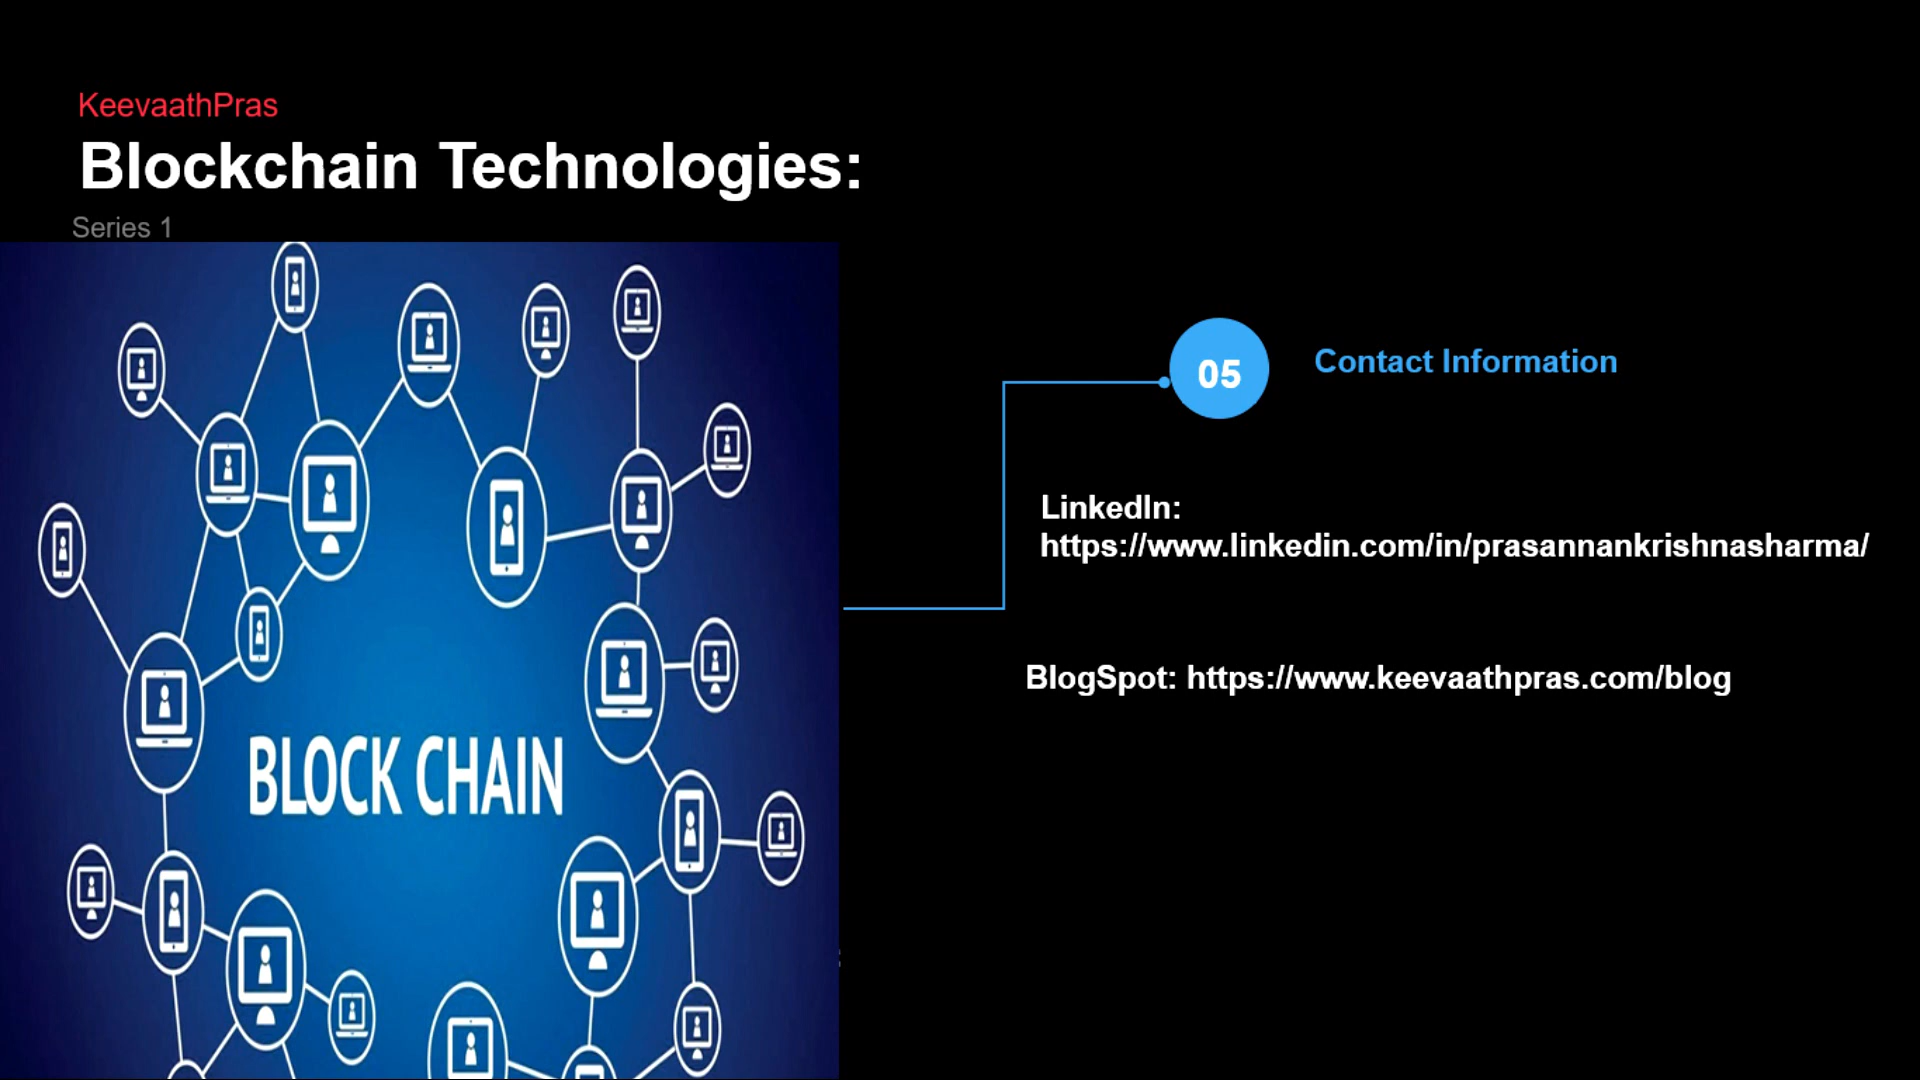 KeevaathPras
Blockchain Technologies:
Series 1
BLOCK CHAIN
05
Contact Information
LinkedIn:
https://www.linkedin.com/in/prasannankrishnasharma/
BlogSpot: https://www.keevaathpras.com/blog